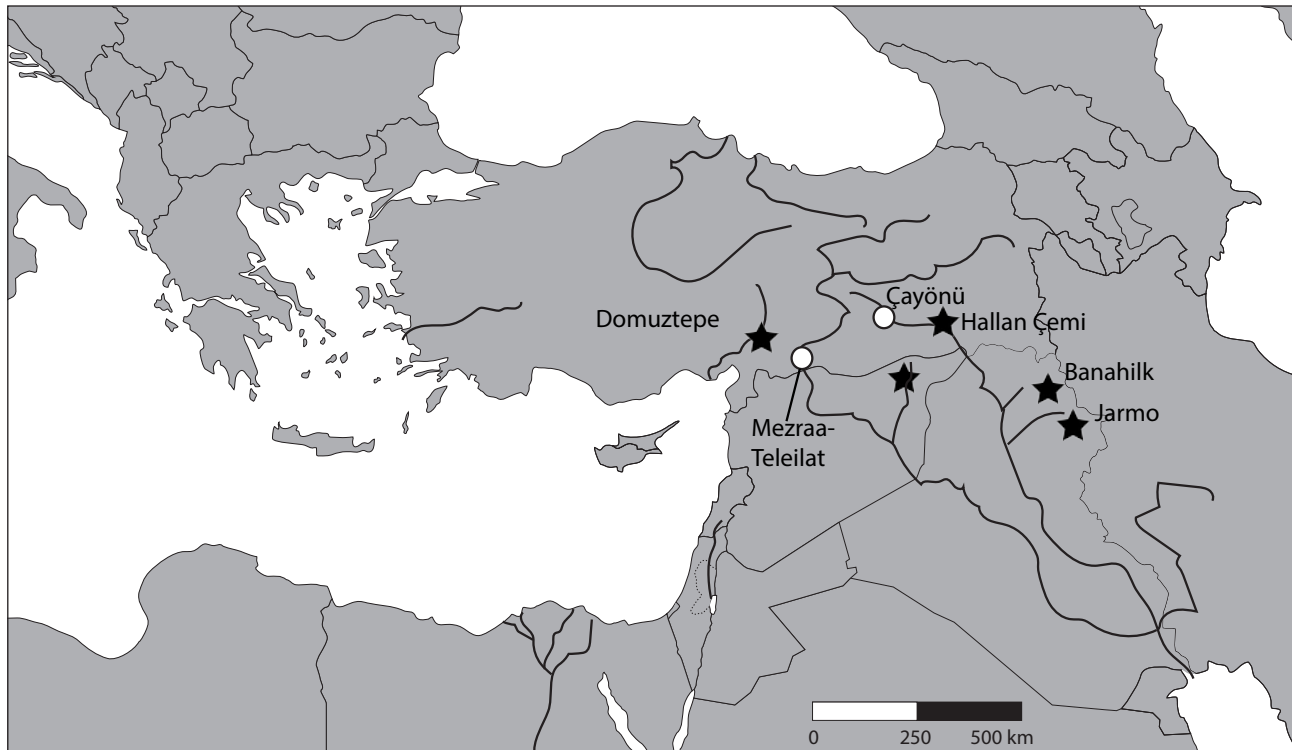 Çayönü
Domuztepe
Hallan Çemi
Banahilk
Jarmo
Mezraa-
Teleilat
0 250 500 km